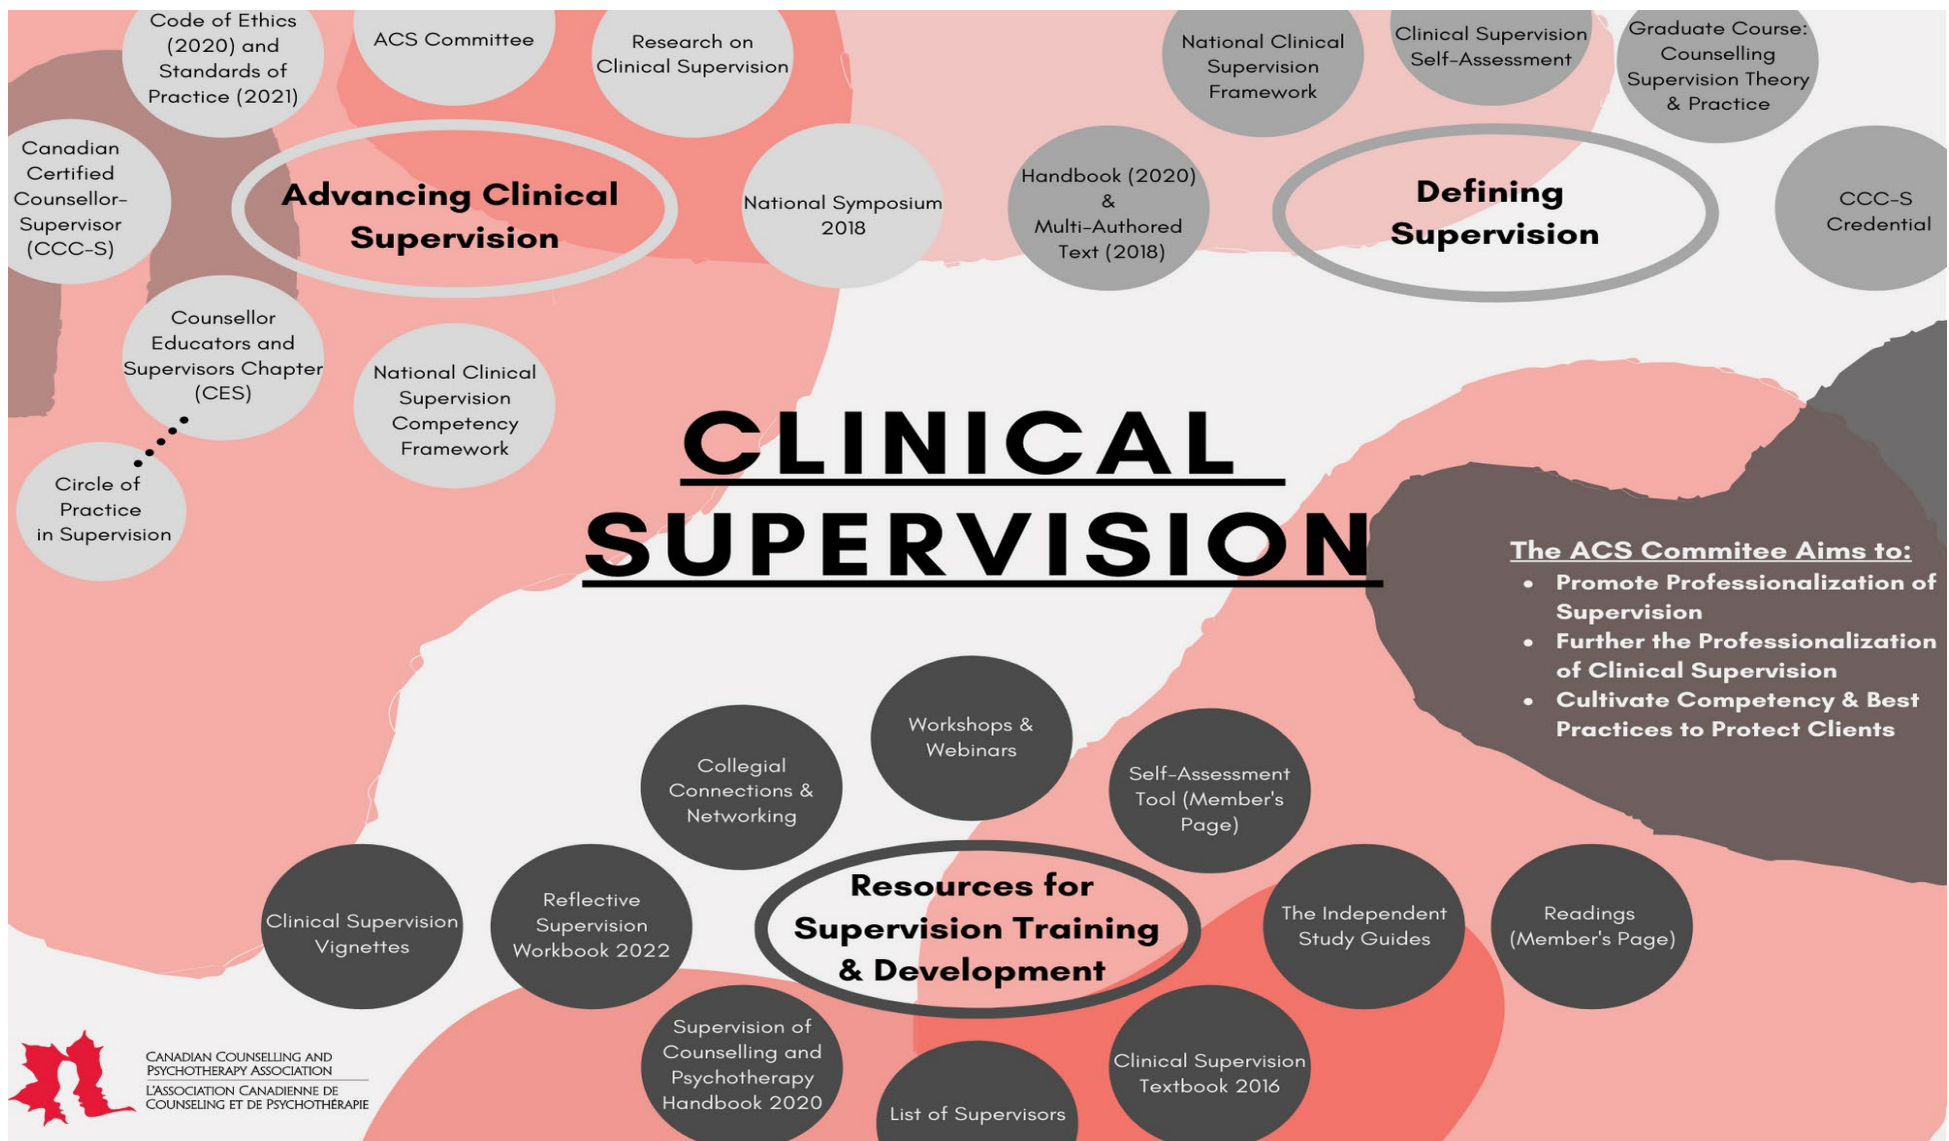 Code of Ethics
(2020) and
Standards of
Practice (2021)
ACS Committee
Research on
Clinical Supervision
Canadian
Certified
Counsellor-
Supervisor
(CCC-S)
Advancing Clinical
Supervision
National Symposium
2018
Counsellor
Educators and
Supervisors Chapter
(CES)
National Clinical
Supervision
Competency
Framework
Circle of
Practice
in Supervision
National Clinical
Supervision
Framework
Clinical Supervision
Self-Assessment
Graduate Course:
Counselling
Supervision Theory
& Practice
Handbook (2020)
&
Multi-Authored
Text (2018)
Defining
Supervision
CCC-S
Credential
CLINICAL
SUPERVISION
The ACS Commitee Aims to:
• Promote Professionalization of
Supervision
• Further the Professionalization
of Clinical Supervision
• Cultivate Competency & Best
Practices to Protect Clients
Workshops &
Webinars
Collegial
Connections &
Networking
Self-Assessment
Tool (Member's
Page)
Clinical Supervision
Vignettes
Reflective
Supervision
Workbook 2022
Resources for
Supervision Training
& Development
The Independent
Study Guides
Readings
(Member's Page)
Supervision of
Counselling and
Psychotherapy
Handbook 2020
List of Supervisors
Clinical Supervision
Textbook 2016
CANADIAN COUNSELLING AND
PSYCHOTHERAPY ASSOCIATION
L'ASSOCIATION CANADIENNE DE
COUNSELING ET DE PSYCHOTHÉRAPIE